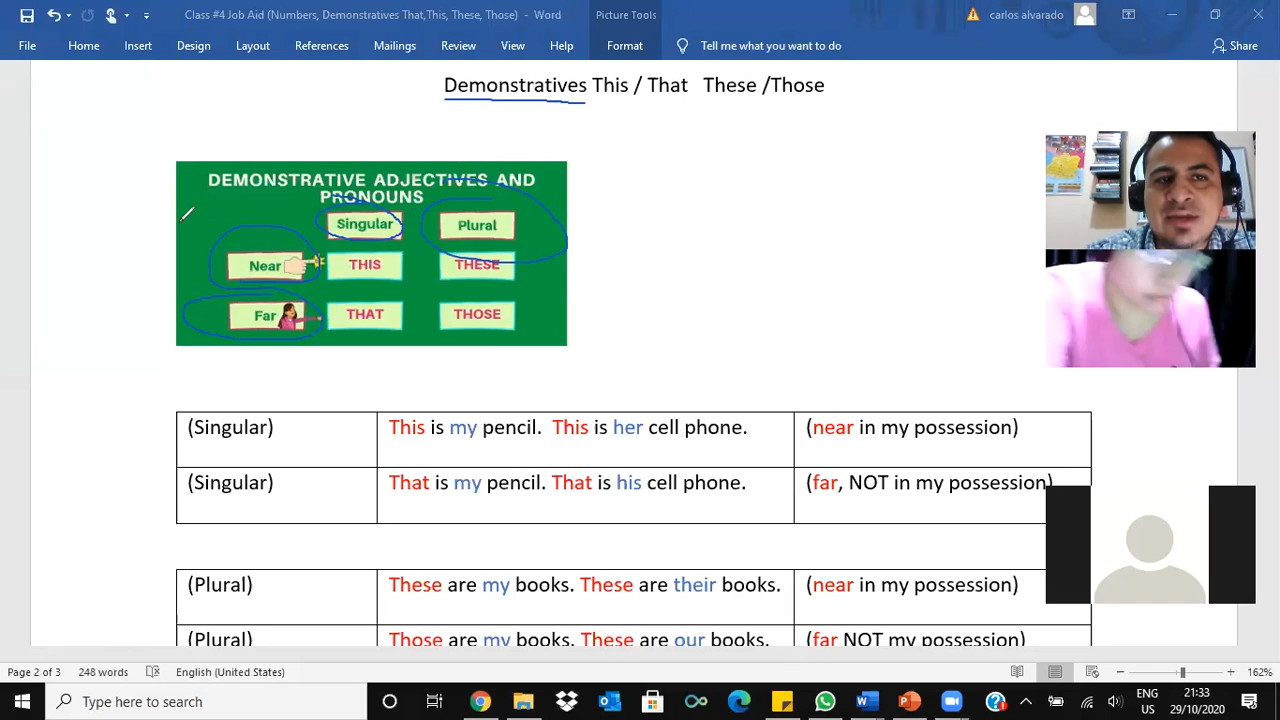 Class #4 Job Aid (Numbers, Demonstratives That,This, These, Those) - Word
Picture Tools
carlos alvarado
File Home Insert Design Layout References Mailings Review View Help Format Tell me what you want to do Share
Demonstratives This / That These /Those
DEMONSTRATIVE ADJECTIVES AND
PRONOUNS
Singular Plural
Near THIS THESE
Far THAT THOSE
(Singular) This is my pencil. This is her cell phone. (near in my possession)
(Singular) That is my pencil. That is his cell phone. (far, NOT in my possession)
(Plural) These are my books. These are their books. (near in my possession)
(Plural) Those are my books. These are our books. (far NOT my possession)
Page 2 of 3 248 words English (United States) 162%
Type here to search
ENG 21:33
US 29/10/2020